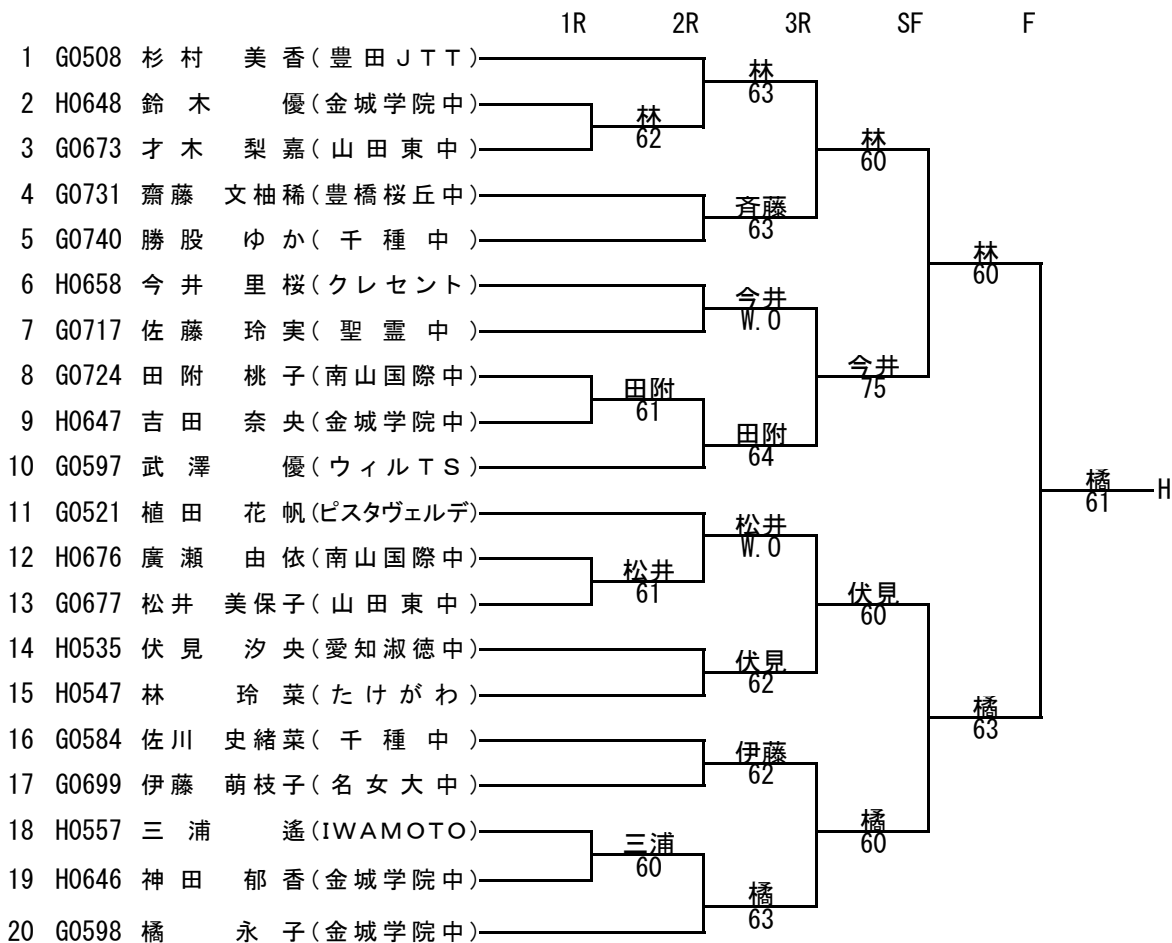 1R 2R 3R SF F
1 G0508 杉村 美香(豊田JTT)
林
63
2 H0648 鈴木 優(金城学院中)
林
62
3 G0673 才木 梨嘉(山田東中)
林
60
4 G0731 齋藤 文柚稀(豊橋桜丘中)
斉藤
63
5 G0740 勝股 ゆか(千種中)
林
60
6 H0658 今井 里桜(クレセント)
今井
W.O
7 G0717 佐藤 玲実(聖霊中)
今井
75
8 G0724 田附 桃子(南山国際中)
田附
61
9 H0647 吉田 奈央(金城学院中)
田附
64
10 G0597 武澤 優(ウィルTS)
橘
61
H
11 G0521 植田 花帆(ピスタヴェルデ)
松井
W.O
12 H0676 廣瀬 由依(南山国際中)
松井
61
13 G0677 松井 美保子(山田東中)
伏見
60
14 H0535 伏見 汐央(愛知淑徳中)
伏見
62
15 H0547 林 玲菜(たけがわ)
橘
63
16 G0584 佐川 史緒菜(千種中)
伊藤
62
17 G0699 伊藤 萌枝子(名女大中)
18 H0557 三浦 遙(IWAMOTO)
橘
60
三浦
60
19 H0646 神田 郁香(金城学院中)
橘
63
20 G0598 橘 永子(金城学院中)